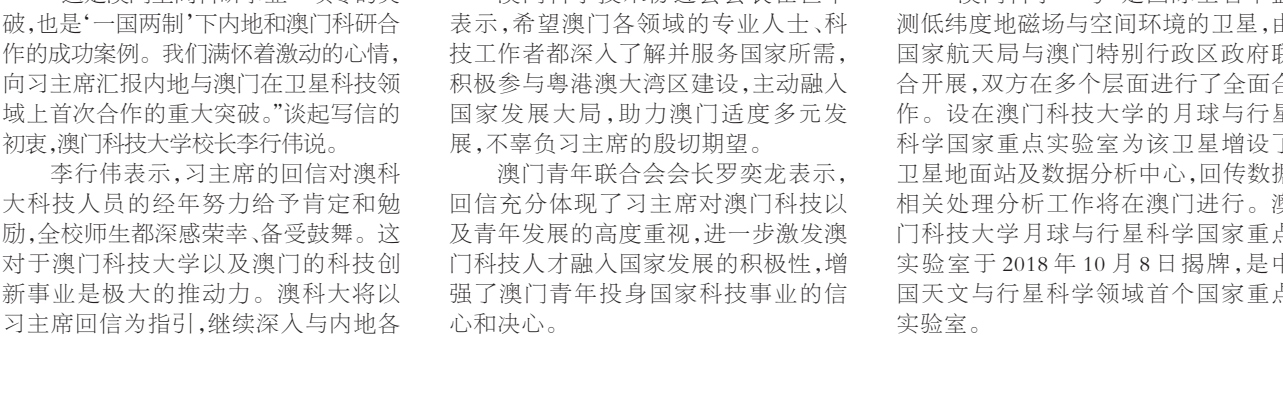 破,也是‘一国两制’下内地和澳门科研合
作的成功案例。我们满怀着激动的心情,
向习主席汇报内地与澳门在卫星科技领
域上首次合作的重大突破。”谈起写信的
初衷,澳门科技大学校长李行伟说。
李行伟表示,习主席的回信对澳科
大科技人员的经年努力给予肯定和勉
励,全校师生都深感荣幸、备受鼓舞。这
对于澳门科技大学以及澳门的科技创
新事业是极大的推动力。澳科大将以
习主席回信为指引,继续深入与内地各
表示,希望澳门各领域的专业人士、科
技工作者都深入了解并服务国家所需,
积极参与粤港澳大湾区建设,主动融入
国家发展大局,助力澳门适度多元发
展,不辜负习主席的殷切期望。
澳门青年联合会会长罗奕龙表示,
回信充分体现了习主席对澳门科技以
及青年发展的高度重视,进一步激发澳
门科技人才融入国家发展的积极性,增
强了澳门青年投身国家科技事业的信
心和决心。
测低纬度地磁场与空间环境的卫星,由
国家航天局与澳门特别行政区政府联
合开展,双方在多个层面进行了全面合
作。设在澳门科技大学的月球与行星
科学国家重点实验室为该卫星增设了
卫星地面站及数据分析中心,回传数据
相关处理分析工作将在澳门进行。澳
门科技大学月球与行星科学国家重点
实验室于 2018 年 10 月 8 日揭牌,是中
国天文与行星科学领域首个国家重点
实验室。